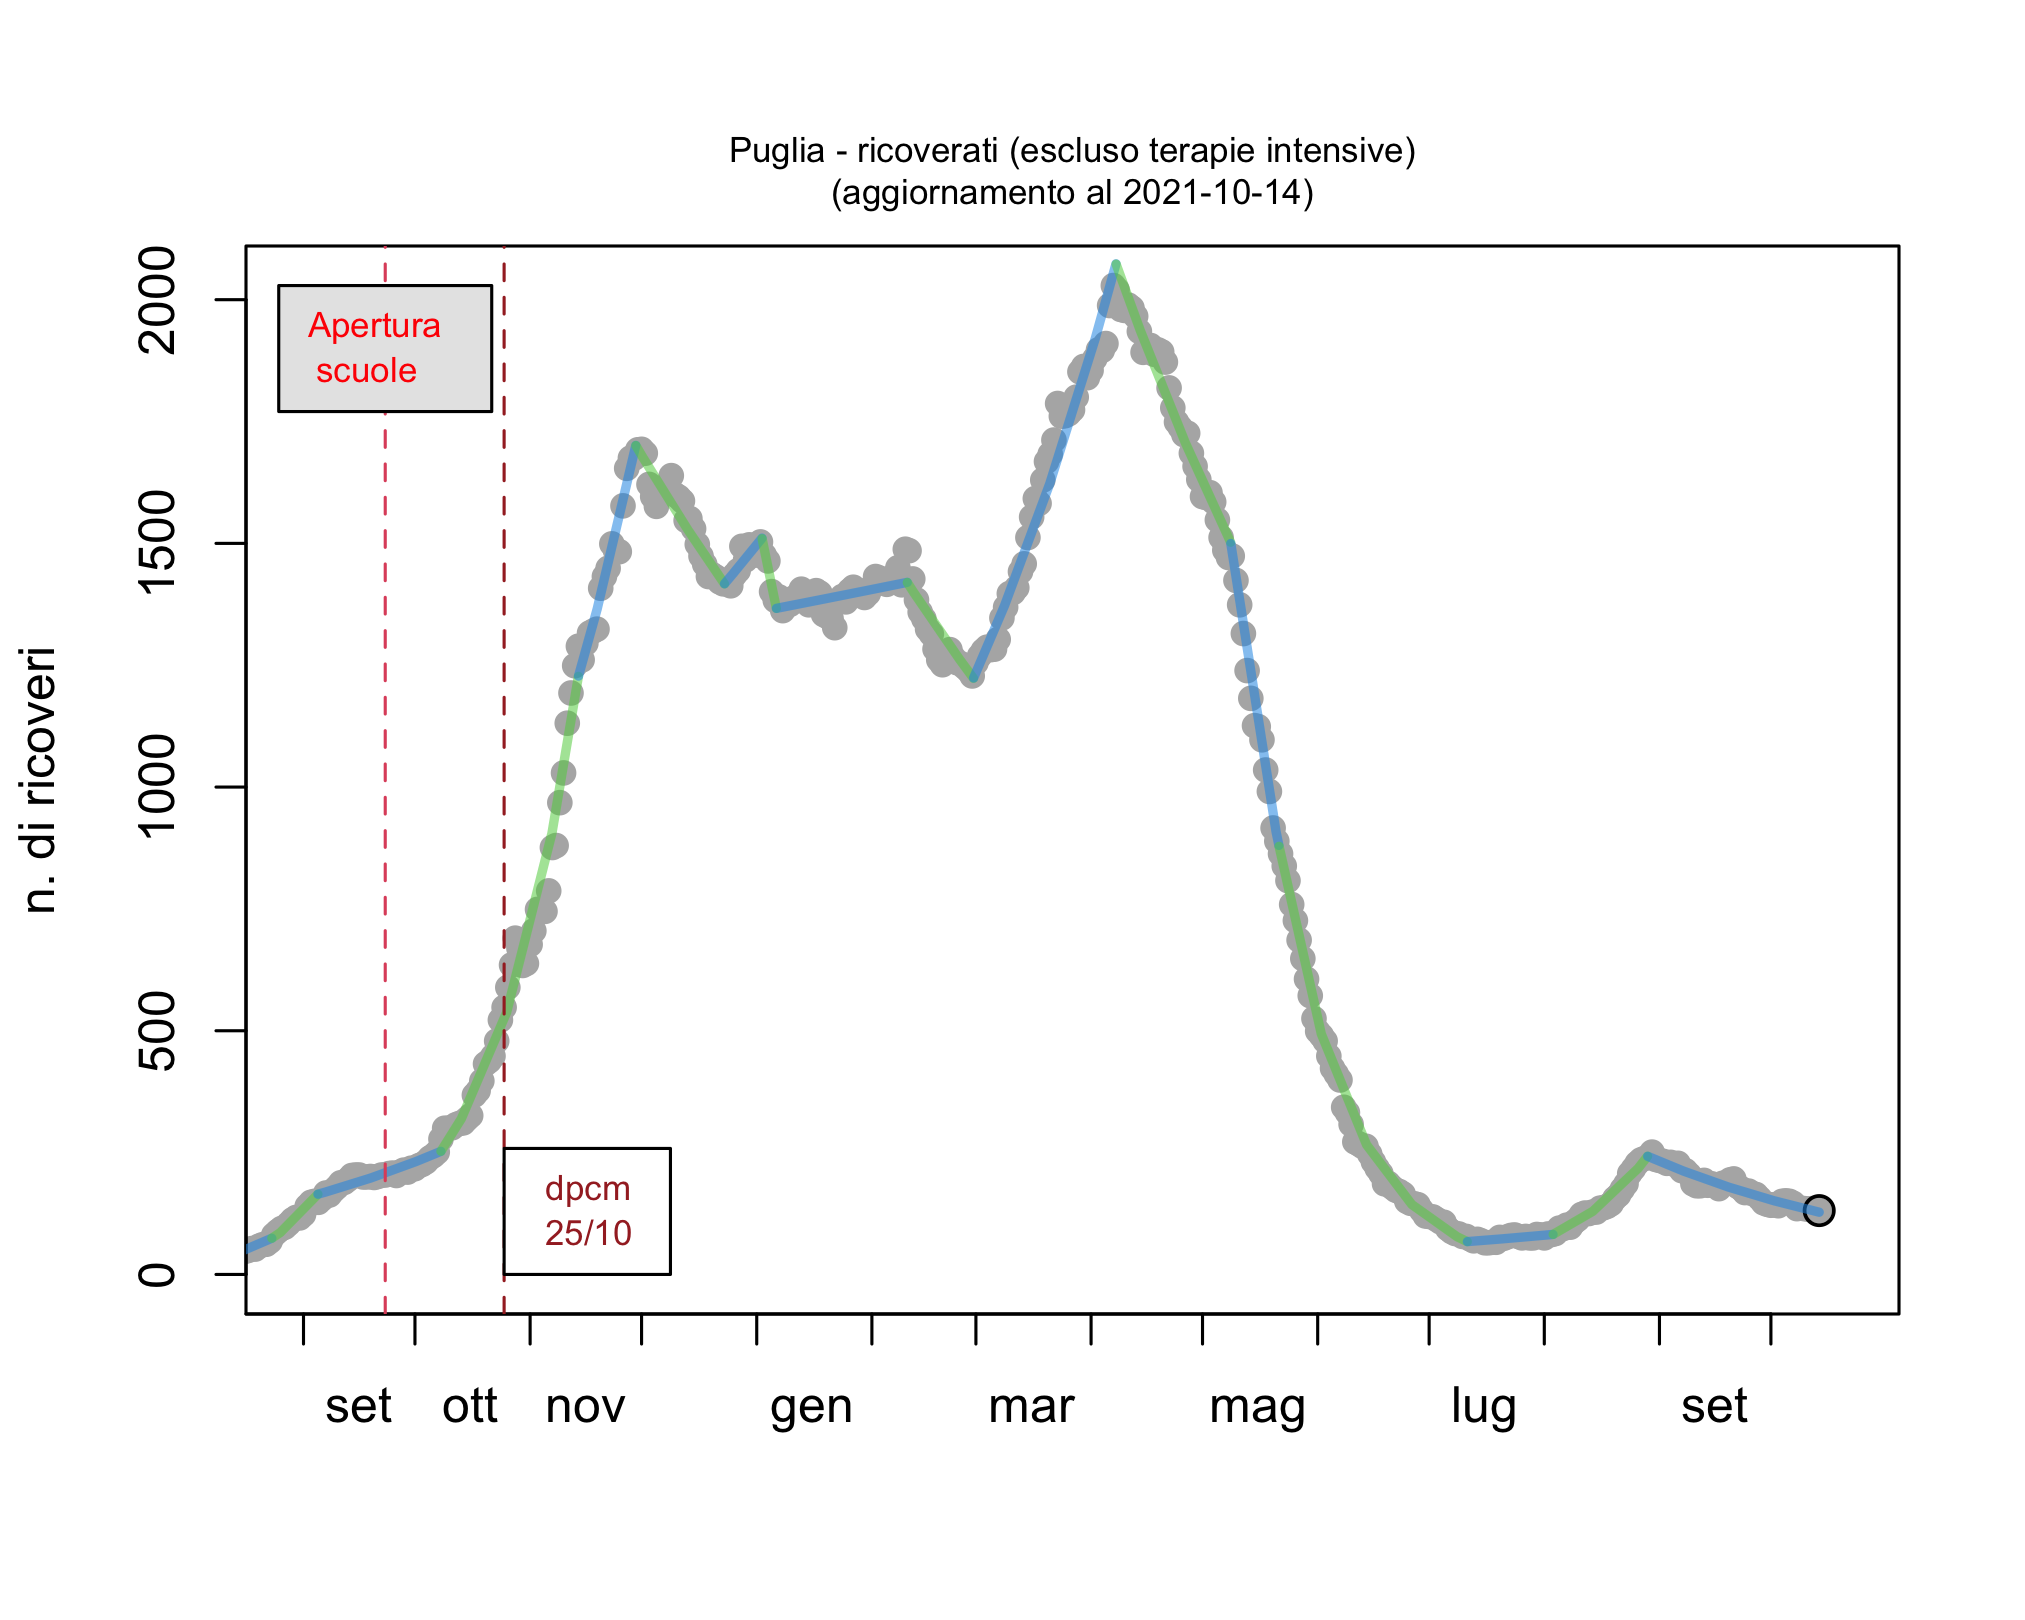 Puglia - ricoverati (escluso terapie intensive)
(aggiornamento al 2021-10-14)
n. di ricoveri
2000
1500
1000
500
0
Apertura
scuole
dpcm
25/10
set ott nov gen mar mag lug set